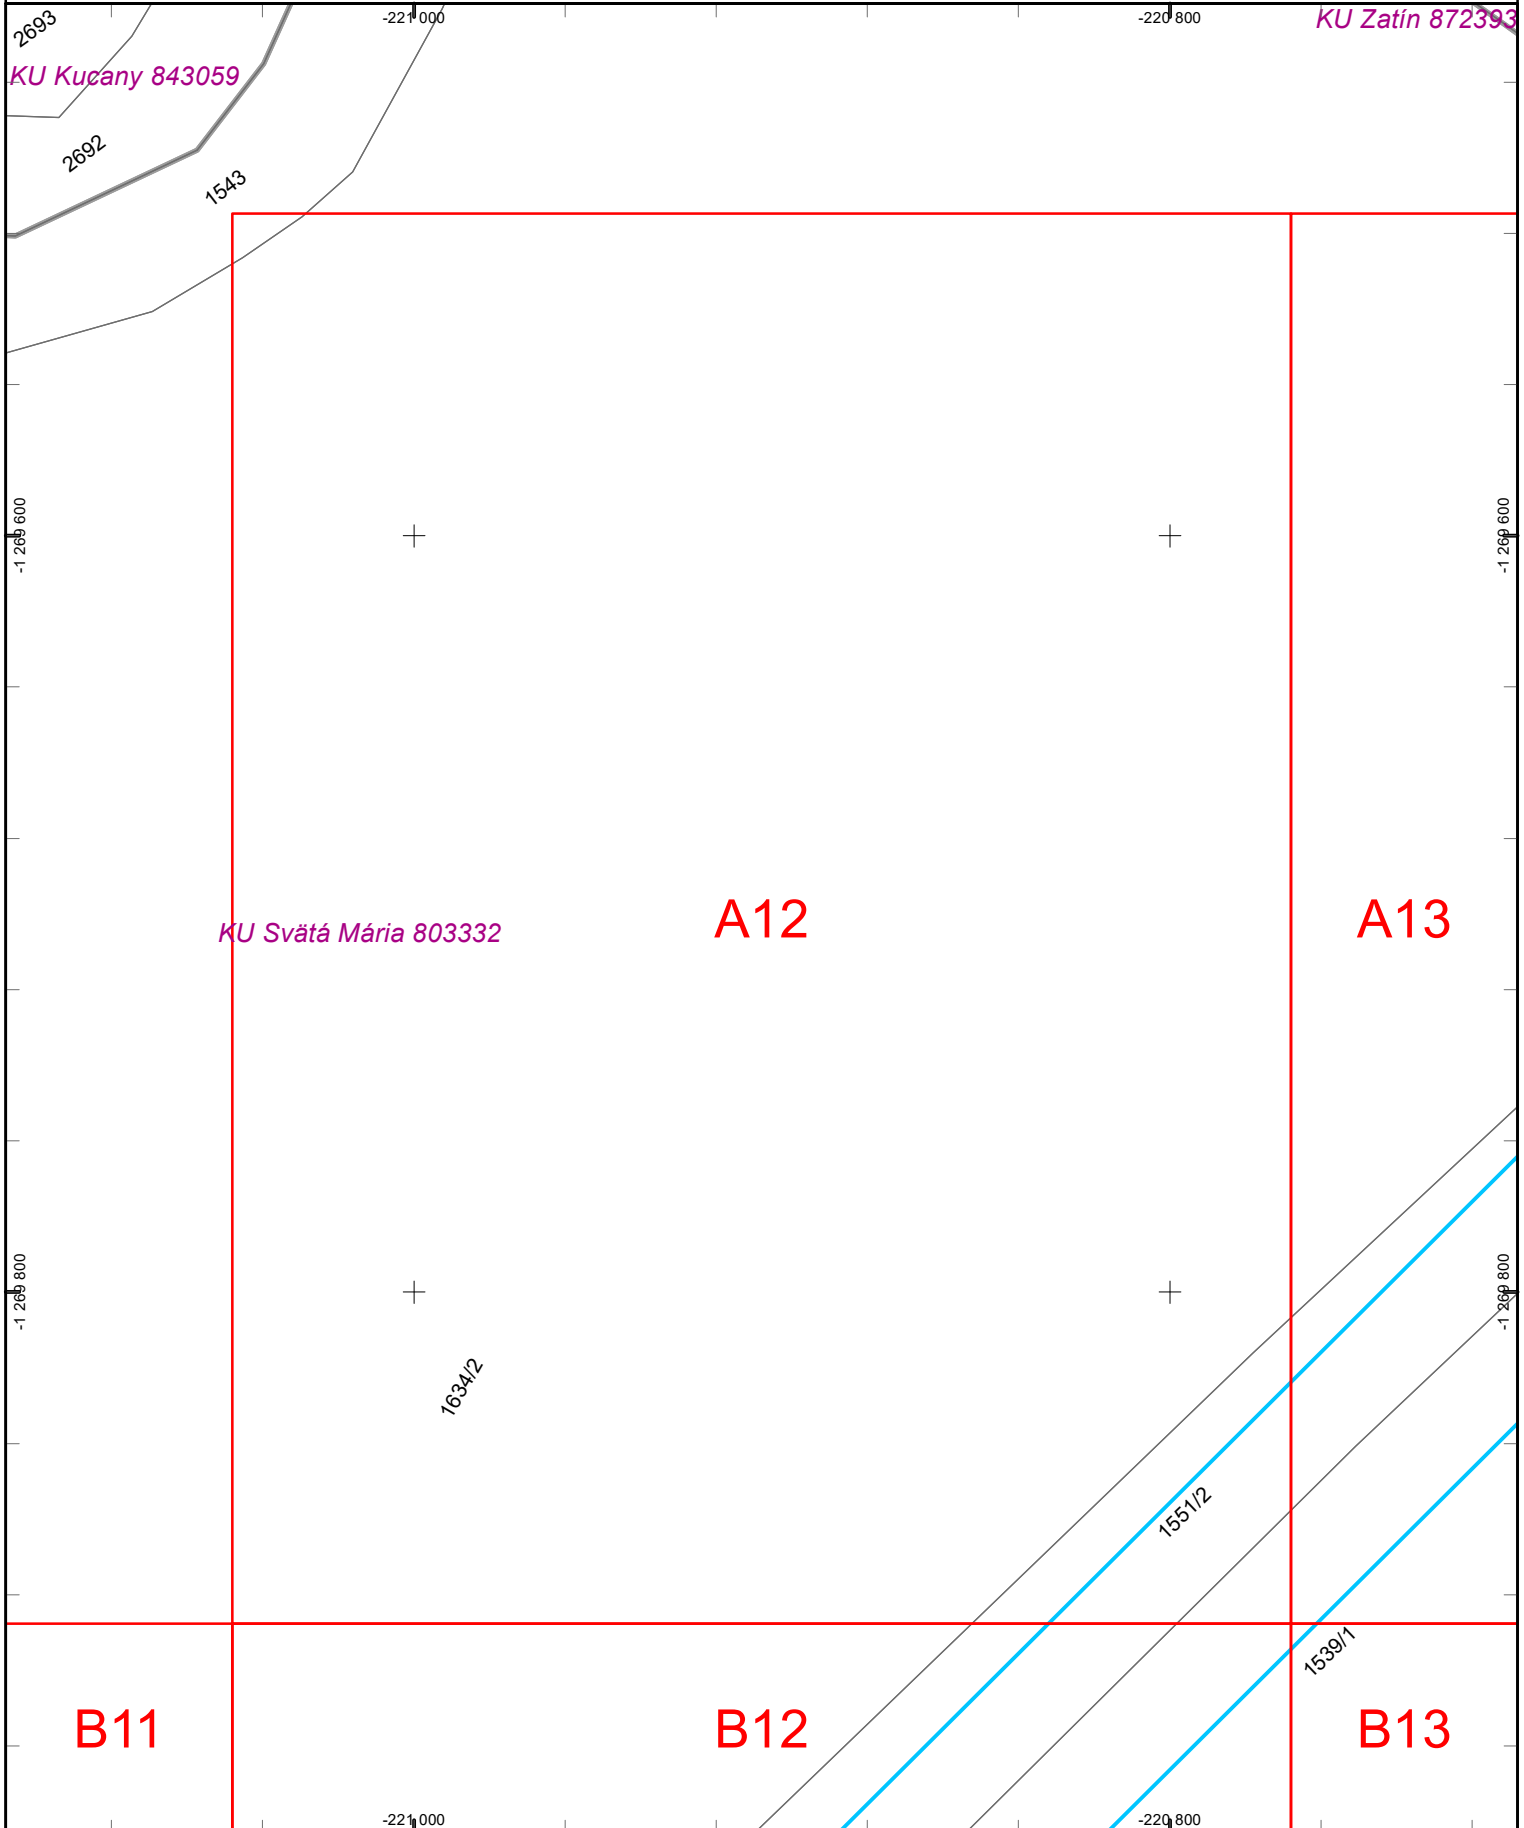 2693
-221 000
-220 800
KU Zatín 872393
KU Kucany 843059
2692
1543
-1 269 600
-1 269 600
A12
A13
KU Svätá Mária 803332
-1 269 800
-1 269 800
1634/2
1551/2
1539/1
B11
B12
B13
-221 000
-220 800